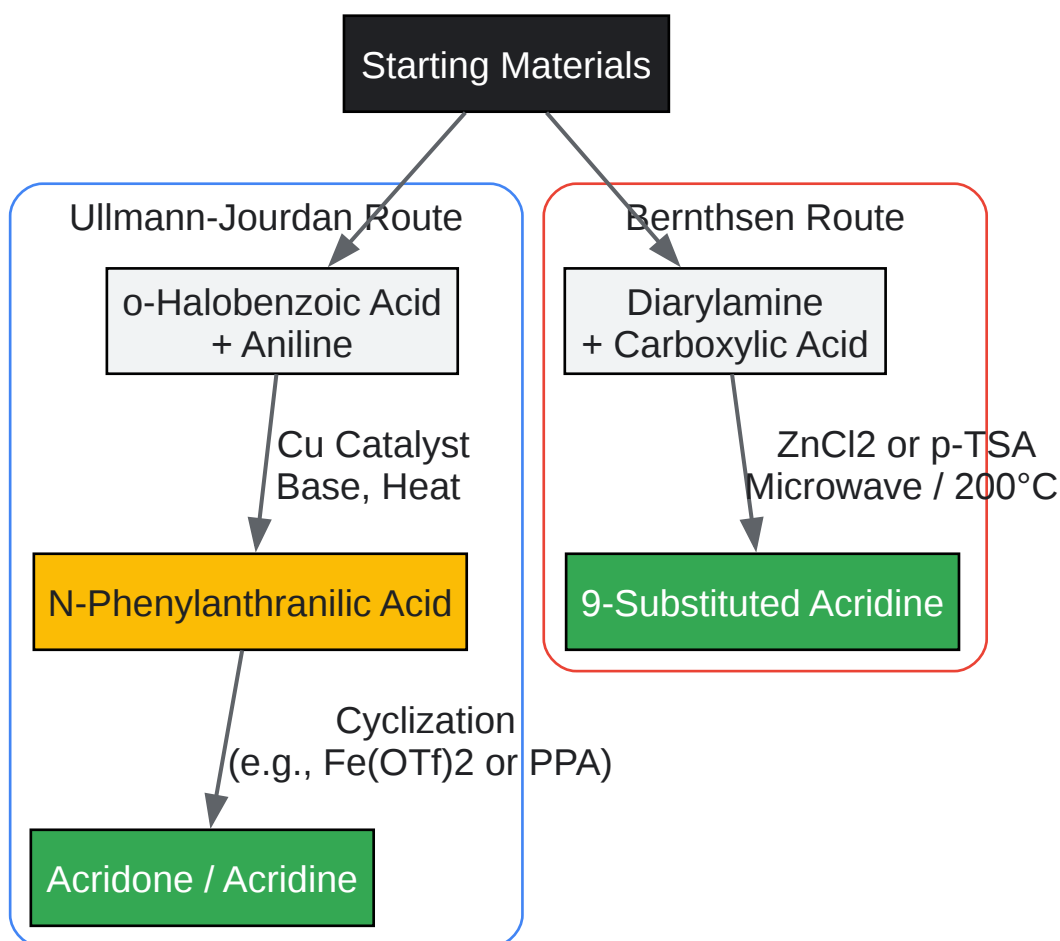 Starting Materials
Ullmann-Jourdan Route
o-Halobenzoic Acid
+ Aniline
Cu Catalyst
Base, Heat
N-Phenylanthranilic Acid
Cyclization
(e.g., Fe(OTf)2 or PPA)
Acridone / Acridine
Bernthsen Route
Diarylamine
+ Carboxylic Acid
ZnCl2 or p-TSA
Microwave / 200°C
9-Substituted Acridine